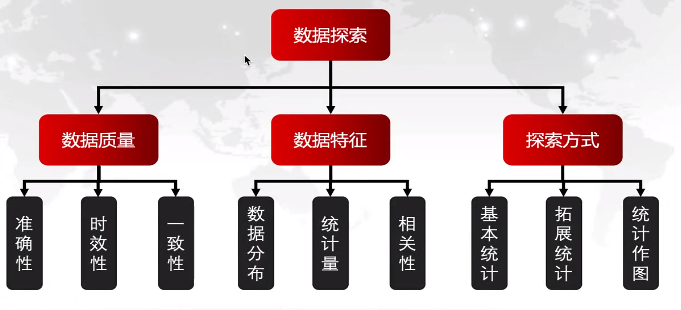 数据探索
数据质量
数据特征
探索方式
准确性
时效性
一致性
数据分布
统计量
相关性
基本统计
拓展统计
统计作图